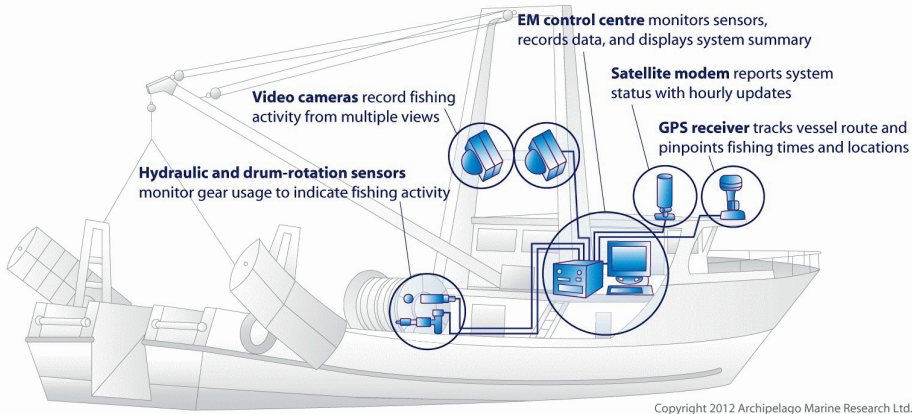 EM control centre monitors sensors,
records data, and displays system summary
Satellite modem reports system
status with hourly updates
Video cameras record fishing
activity from multiple views
GPS receiver tracks vessel route and
pinpoints fishing times and locations
Hydraulic and drum-rotation sensors
monitor gear usage to indicate fishing activity
Copyright 2012 Archipelago Marine Research Ltd.